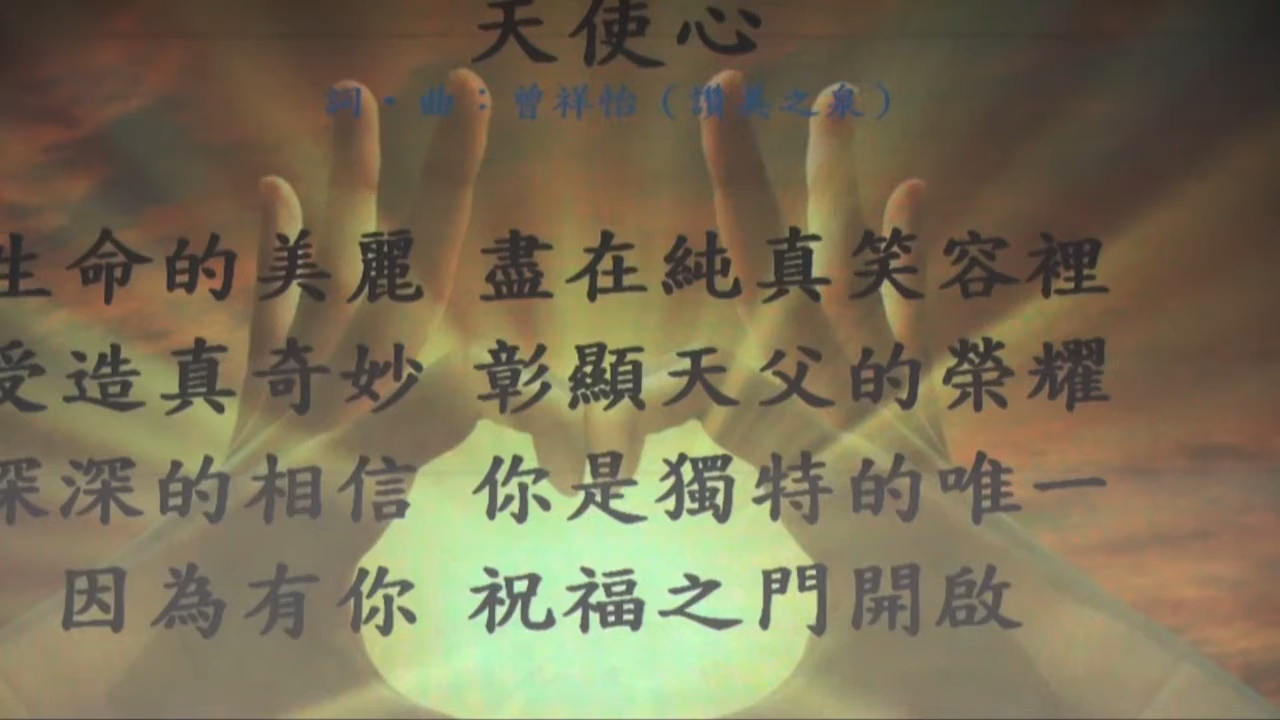 天使心
詞·曲：曾祥怡（讚美之泉）
生命的美麗 盡在純真笑容裡
受造真奇妙 彰顯天父的榮耀
深深的相信 你是獨特的唯一
因為有你 祝福之門開啟